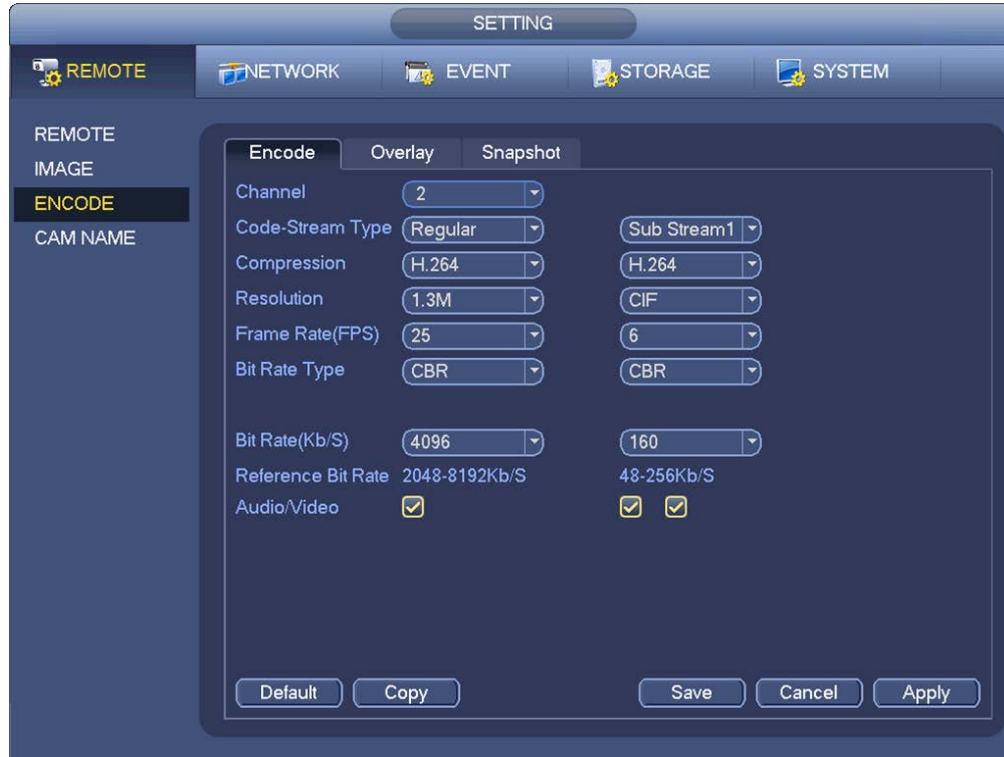 SETTING
REMOTE NETWORK EVENT STORAGE SYSTEM
REMOTE
IMAGE
ENCODE
CAM NAME
Encode Overlay Snapshot
Channel 2
Code-Stream Type Regular Sub Stream1
Compression H.264 H.264
Resolution 1.3M CIF
Frame Rate(FPS) 25 6
Bit Rate Type CBR CBR
Bit Rate(Kb/S) 4096 160
Reference Bit Rate 2048-8192Kb/S 48-256Kb/S
Audio/Video
Default Copy Save Cancel Apply